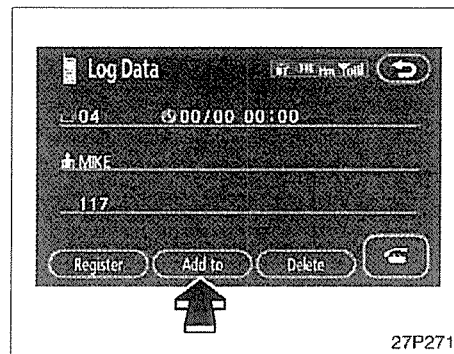 Log Data
04 00/00 00:00
MIKE
117
Register Add to Delete
27P271